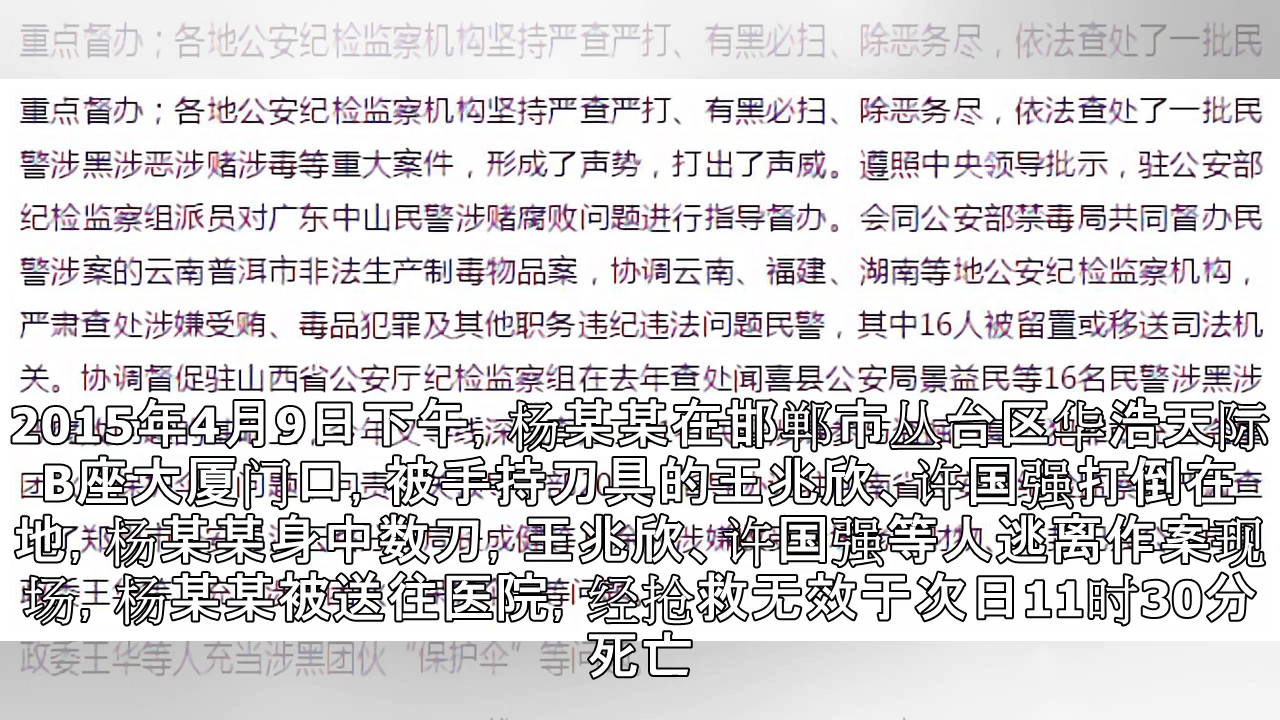 重点督办；各地公安纪检监察机构坚持严查严打、有黑必扫、除恶务尽，依法查处了一批民
重点督办；各地公安纪检监察机构坚持严查严打、有黑必扫、除恶务尽，依法查处了一批民
警涉黑涉恶涉赌涉毒等重大案件，形成了声势，打出了声威。遵照中央领导批示，驻公安部
纪检监察组派员对广东中山民警涉赌腐败问题进行指导督办。会同公安部禁毒局共同督办民
警涉案的云南普洱市非法生产制毒物品案，协调云南、福建、湖南等地公安纪检监察机构，
严肃查处涉嫌受贿、毒品犯罪及其他职务违纪违法问题民警，其中16人被留置或移送司法机
关。协调督促驻山西省公安厅纪检监察组在去年查处闻喜县公安局景益民等16名民警涉黑涉
2015年4月9日下午，杨某某在邯郸市丛台区华浩天际
B座大厦门口，被手持刃具的王兆欣、许国强打倒在
地，杨某某身中数刀，王兆欣、许国强等人逃离作案现
场，杨某某被送往医院，经抢救无效于次日11时30分
死亡
政委王华等人充当涉黑团伙“保护伞”等问